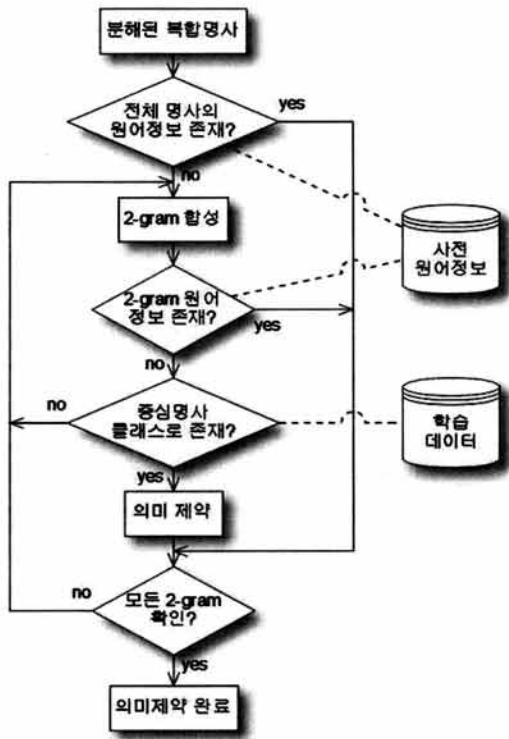 분해된 복합명사
전체 명사의
원어정보 존재?
yes
no
2-gram 합성
사전
원어정보
2-gram 원어
정보 존재?
yes
no
no
중심명사
클래스로 존재?
학습
데이터
yes
의미 제약
no
모든 2-gram
확인?
yes
의미제약 완료